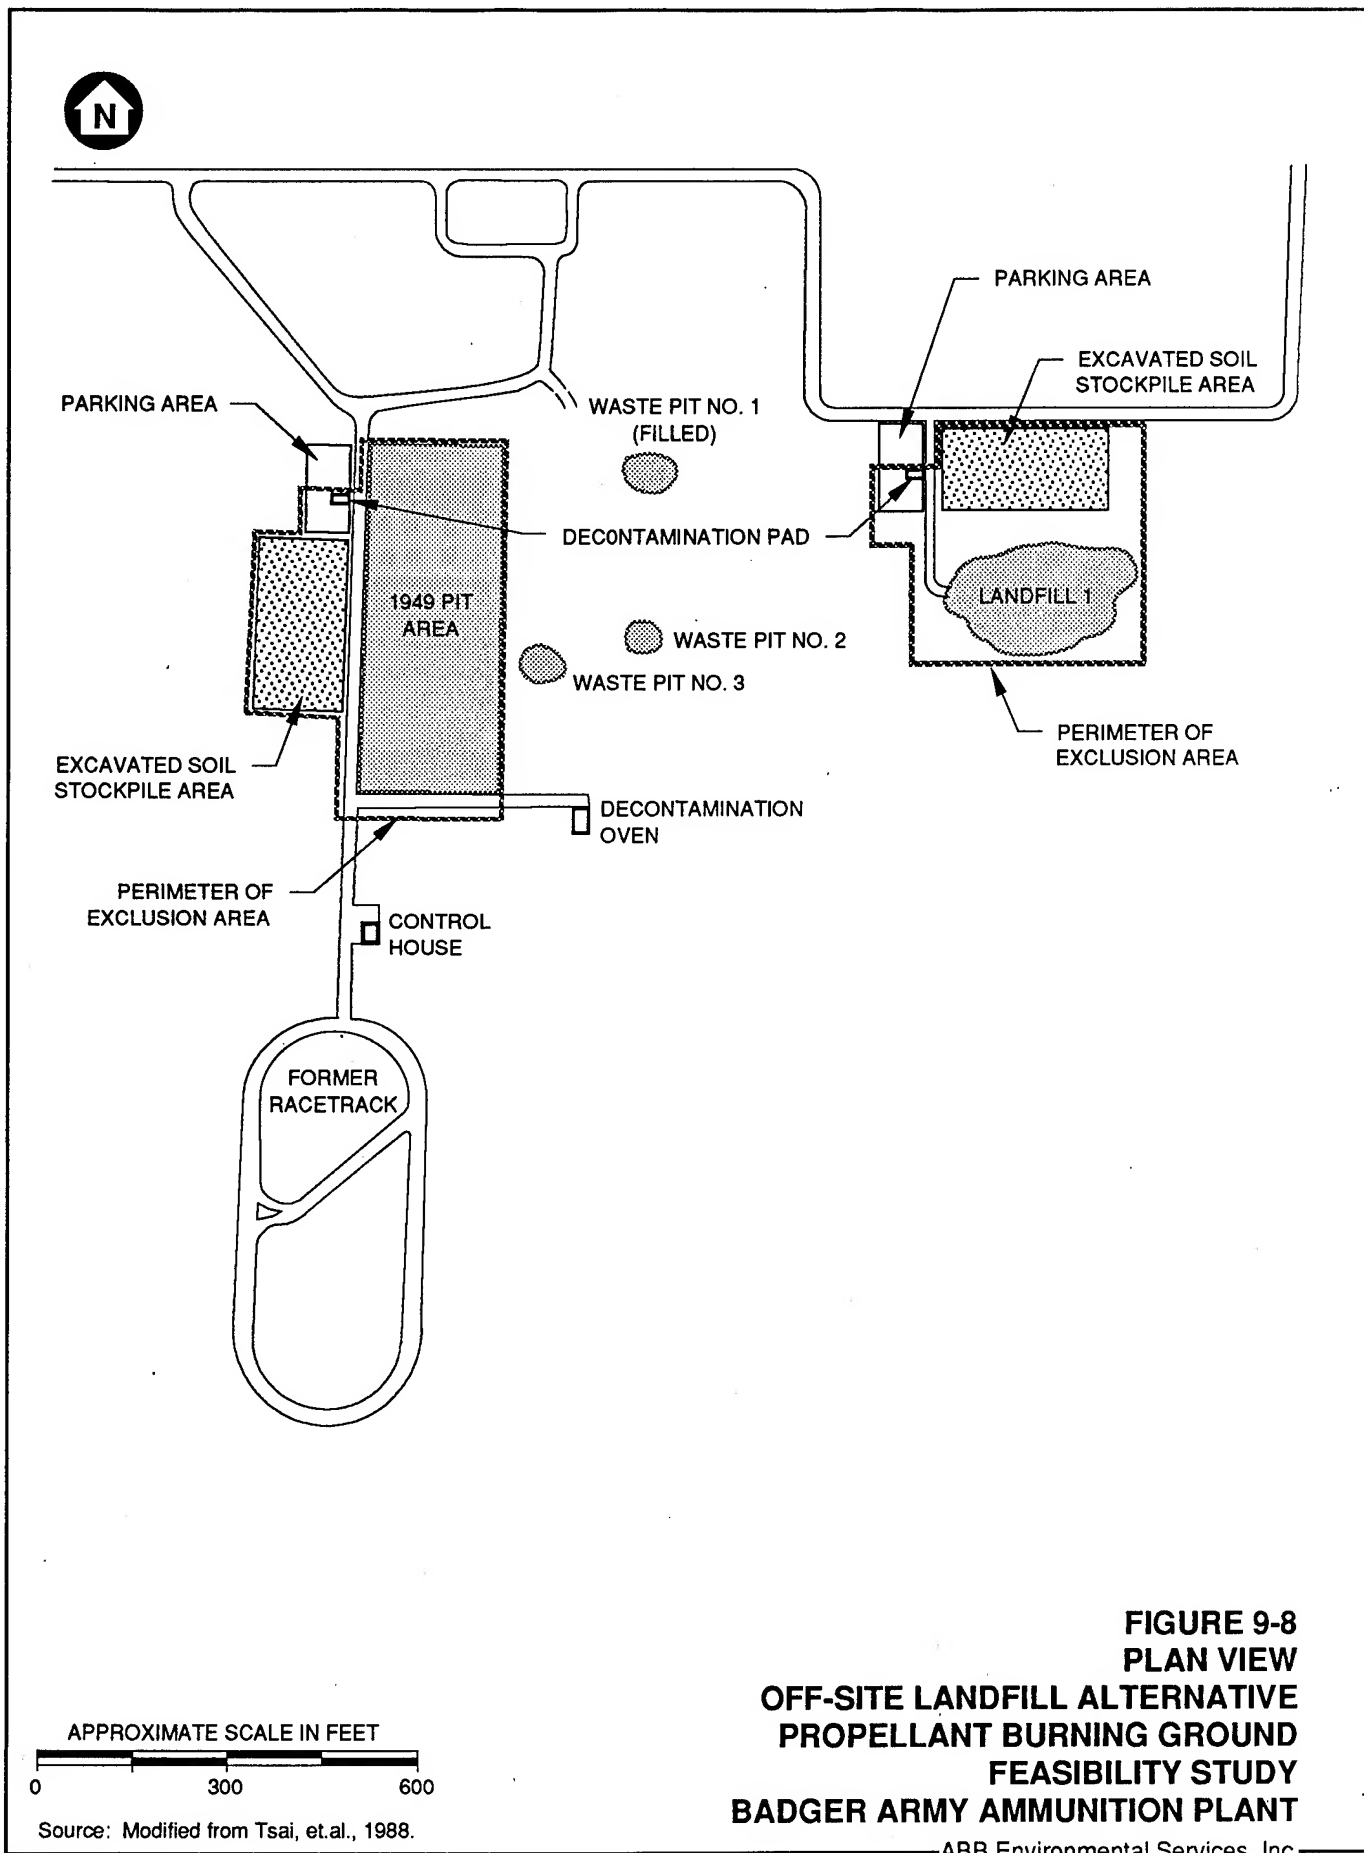 N
PARKING AREA
EXCAVATED SOIL
STOCKPILE AREA
PARKING AREA
WASTE PIT NO. 1
(FILLED)
DECONTAMINATION PAD
1949 PIT
AREA
LANDFILL 1
WASTE PIT NO. 2
WASTE PIT NO. 3
PERIMETER OF
EXCLUSION AREA
EXCAVATED SOIL
STOCKPILE AREA
DECONTAMINATION
OVEN
PERIMETER OF
EXCLUSION AREA
CONTROL
HOUSE
FORMER
RACETRACK
FIGURE 9-8
PLAN VIEW
OFF-SITE LANDFILL ALTERNATIVE
PROPELLANT BURNING GROUND
FEASIBILITY STUDY
BADGER ARMY AMMUNITION PLANT
APPROXIMATE SCALE IN FEET
0 300 600
Source: Modified from Tsai, et.al., 1988.
ABB Environmental Services, Inc.